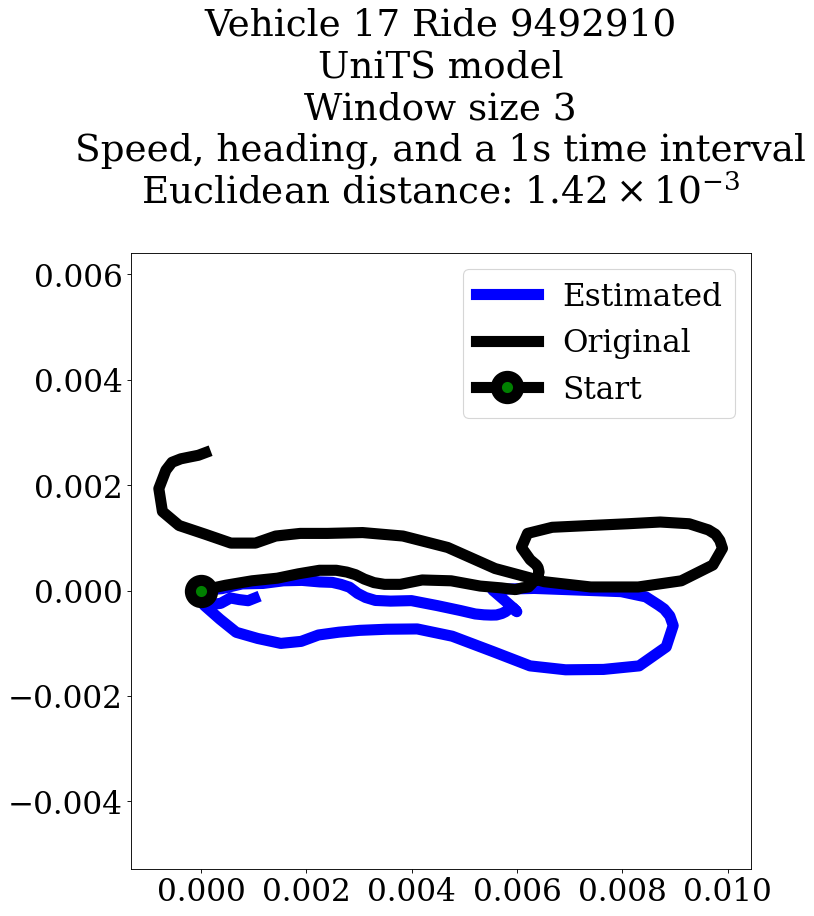 Vehicle 17 Ride 9492910
UniTS model
Window size 3
Speed, heading, and a 1s time interval
Euclidean distance: 1.42 × 10⁻³
Estimated
Original
Start
0.006
0.004
0.002
0.000
−0.002
−0.004
0.000 0.002 0.004 0.006 0.008 0.010